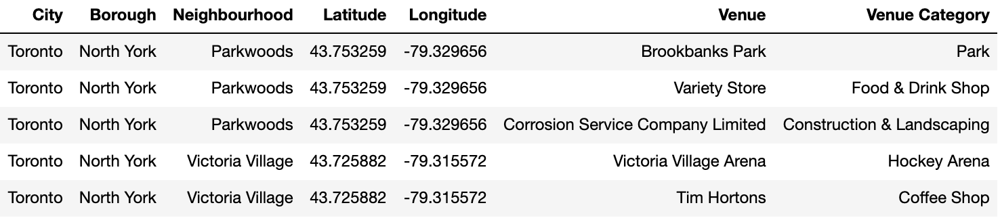 City Borough Neighbourhood Latitude Longitude Venue Venue Category
Toronto North York Parkwoods 43.753259 -79.329656 Brookbanks Park Park
Toronto North York Parkwoods 43.753259 -79.329656 Variety Store Food & Drink Shop
Toronto North York Parkwoods 43.753259 -79.329656 Corrosion Service Company Limited Construction & Landscaping
Toronto North York Victoria Village 43.725882 -79.315572 Victoria Village Arena Hockey Arena
Toronto North York Victoria Village 43.725882 -79.315572 Tim Hortons Coffee Shop